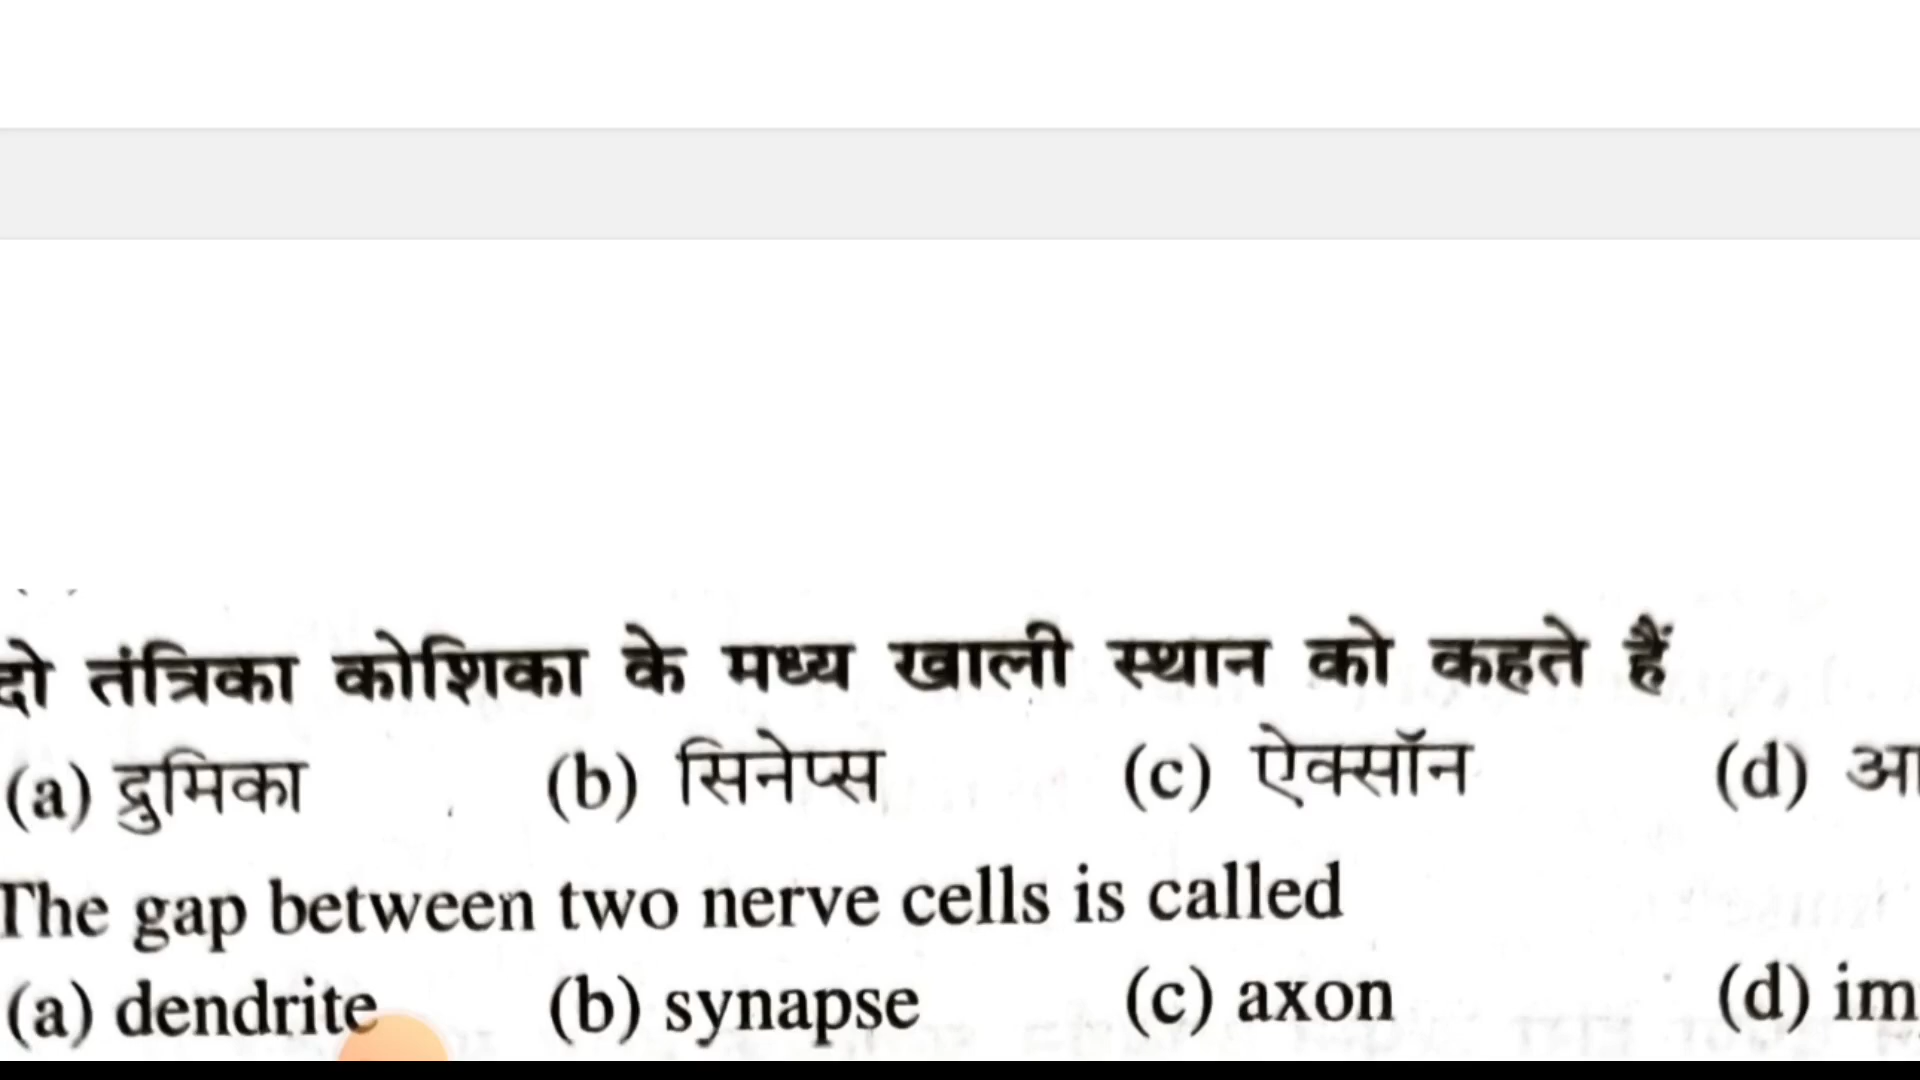 दो तंत्रिका कोशिका के मध्य खाली स्थान को कहते हैं
(a) द्रुमिका (b) सिनेप्स (c) ऐक्सॉन (d)
The gap between two nerve cells is called
(a) dendrite (b) synapse (c) axon (d)